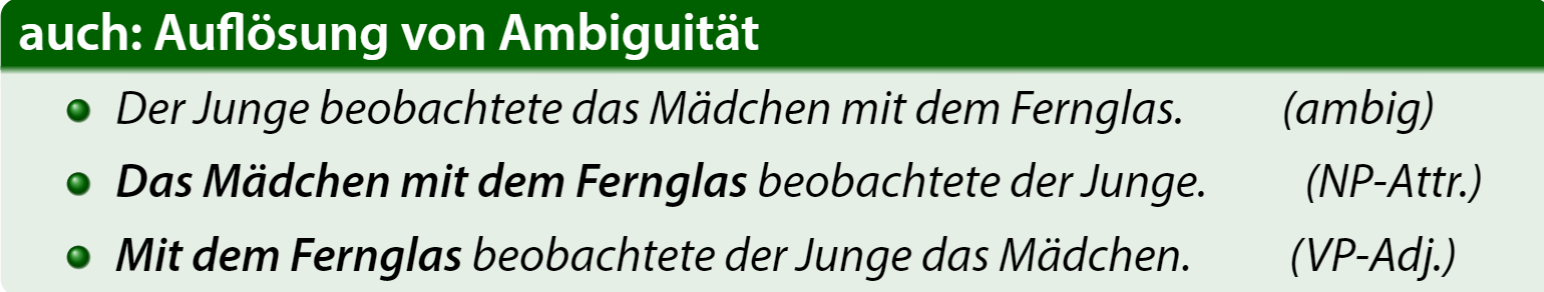 auch: Auflösung von Ambiguität
Der Junge beobachtete das Mädchen mit dem Fernglas. (ambig)
Das Mädchen mit dem Fernglas beobachtete der Junge. (NP-Attr.)
Mit dem Fernglas beobachtete der Junge das Mädchen. (VP-Adj.)